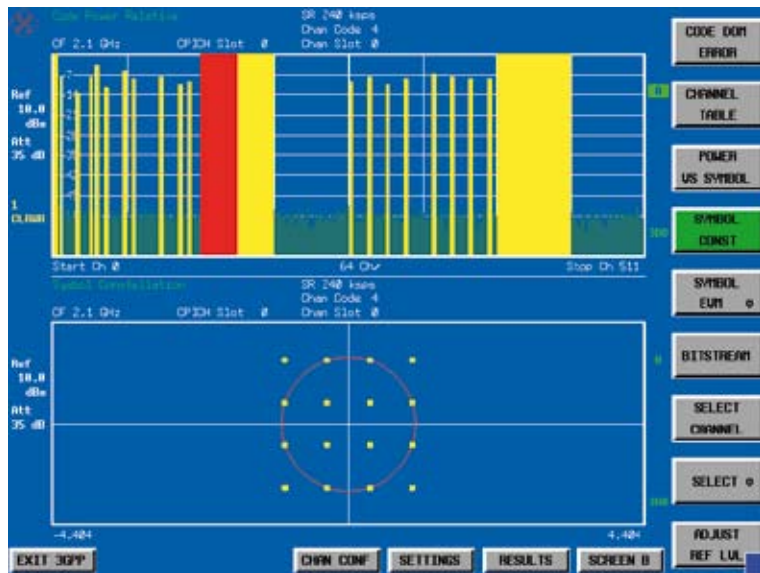 Code Power Relative
SR 240 ksps
Chan Code 4
CF 2.1 GHz CPICH Slot 0 Chan Slot 0
Ref
10.0
dBm
Att
35 dB
1
CLRWR
Start Ch 0 64 Ch/ Stop Ch 511
Symbol Constellation
SR 240 ksps
Chan Code 4
CF 2.1 GHz CPICH Slot 0 Chan Slot 0
Ref
10.0
dBm
Att
35 dB
-4.404 4.404
CODE DOM
ERROR
CHANNEL
TABLE
POWER
VS SYMBOL
SYMBOL
CONST
SYMBOL
EVM
BITSTREAM
SELECT
CHANNEL
SELECT
ADJUST
REF LVL
EXIT 3GPP CHAN CONF SETTINGS RESULTS SCREEN B